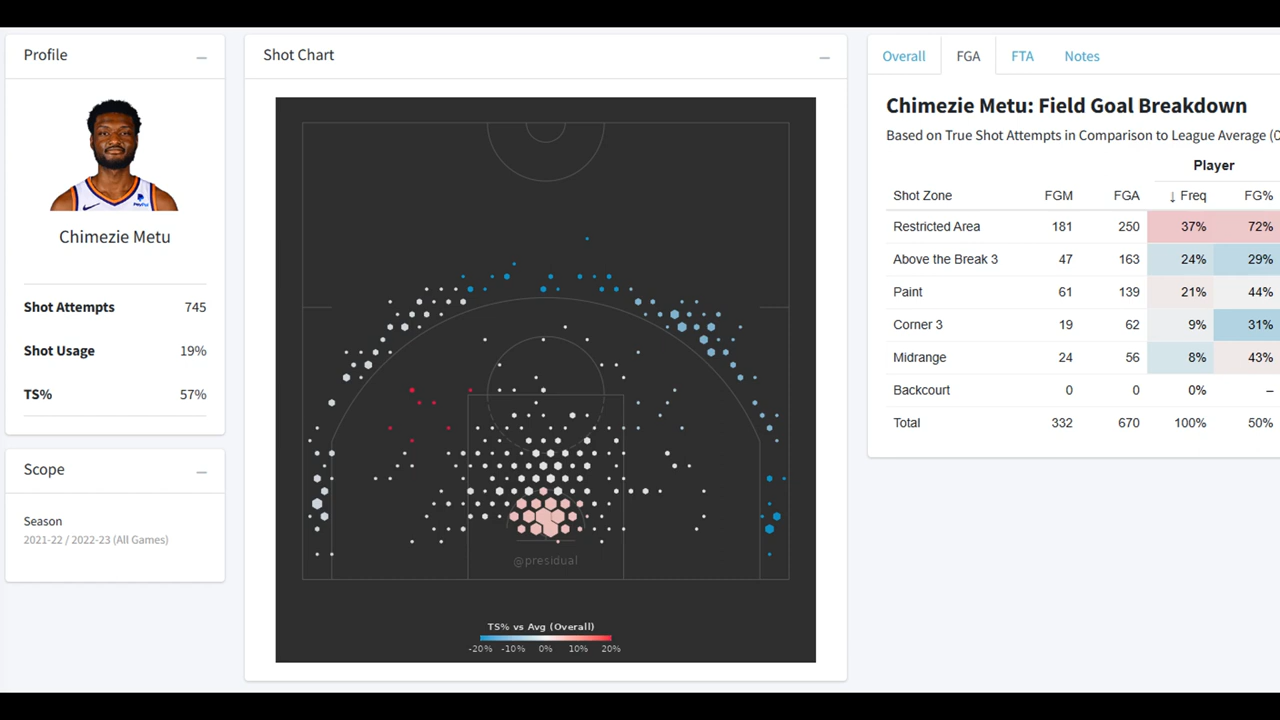 Profile
Chimezie Metu
Shot Attempts 745
Shot Usage 19%
TS% 57%
Scope
Season
2021-22 / 2022-23 (All Games)
Shot Chart
@presidual
TS% vs Avg (Overall)
-20% -10% 0% 10% 20%
Overall FGA FTA Notes
Chimezie Metu: Field Goal Breakdown
Based on True Shot Attempts in Comparison to League Average (
Player
Shot Zone FGM FGA ↓ Freq FG%
Restricted Area 181 250 37% 72%
Above the Break 3 47 163 24% 29%
Paint 61 139 21% 44%
Corner 3 19 62 9% 31%
Midrange 24 56 8% 43%
Backcourt 0 0 0% –
Total 332 670 100% 50%